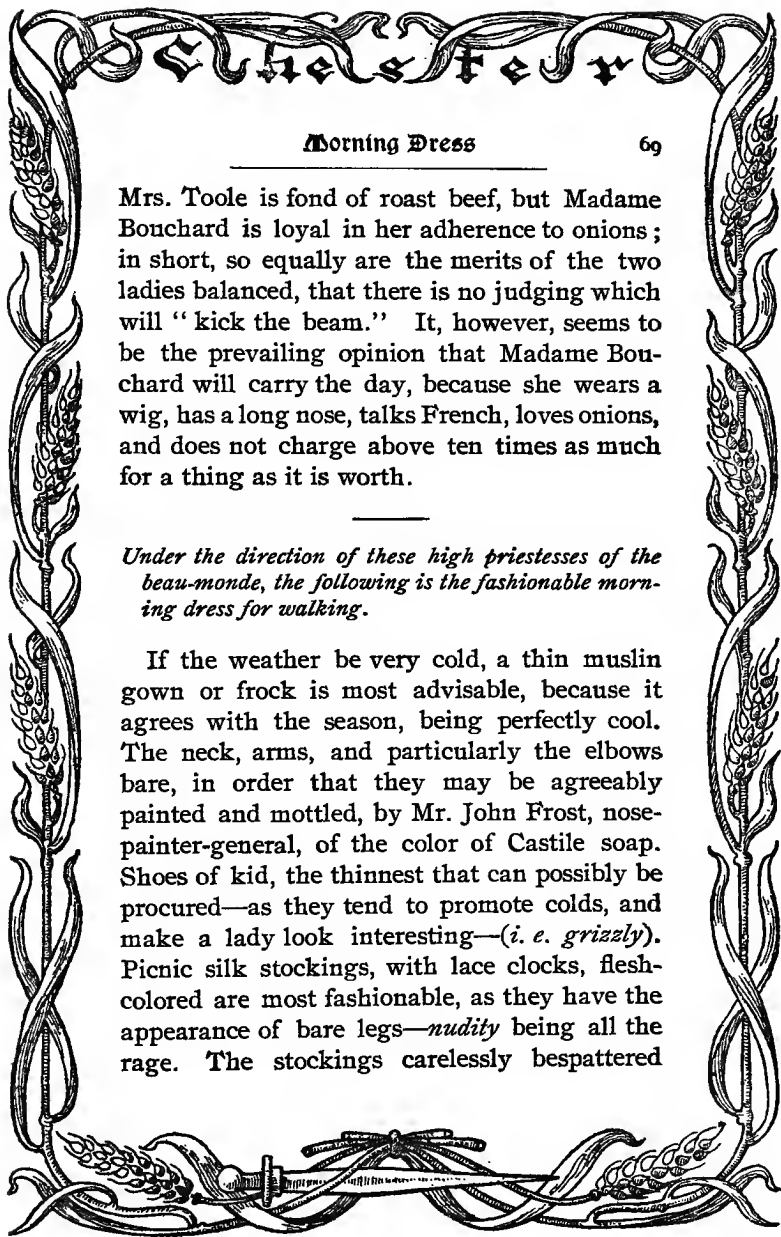 Chester
Morning Dress 69
Mrs. Toole is fond of roast beef, but Madame
Bouchard is loyal in her adherence to onions;
in short, so equally are the merits of the two
ladies balanced, that there is no judging which
will “ kick the beam.” It, however, seems to
be the prevailing opinion that Madame Bou-
chard will carry the day, because she wears a
wig, has a long nose, talks French, loves onions,
and does not charge above ten times as much
for a thing as it is worth.
Under the direction of these high priestesses of the
beau-monde, the following is the fashionable morn-
ing dress for walking.
If the weather be very cold, a thin muslin
gown or frock is most advisable, because it
agrees with the season, being perfectly cool.
The neck, arms, and particularly the elbows
bare, in order that they may be agreeably
painted and mottled, by Mr. John Frost, nose-
painter-general, of the color of Castile soap.
Shoes of kid, the thinnest that can possibly be
procured—as they tend to promote colds, and
make a lady look interesting—(i. e. grizzly).
Picnic silk stockings, with lace clocks, flesh-
colored are most fashionable, as they have the
appearance of bare legs—nudity being all the
rage. The stockings carelessly bespattered